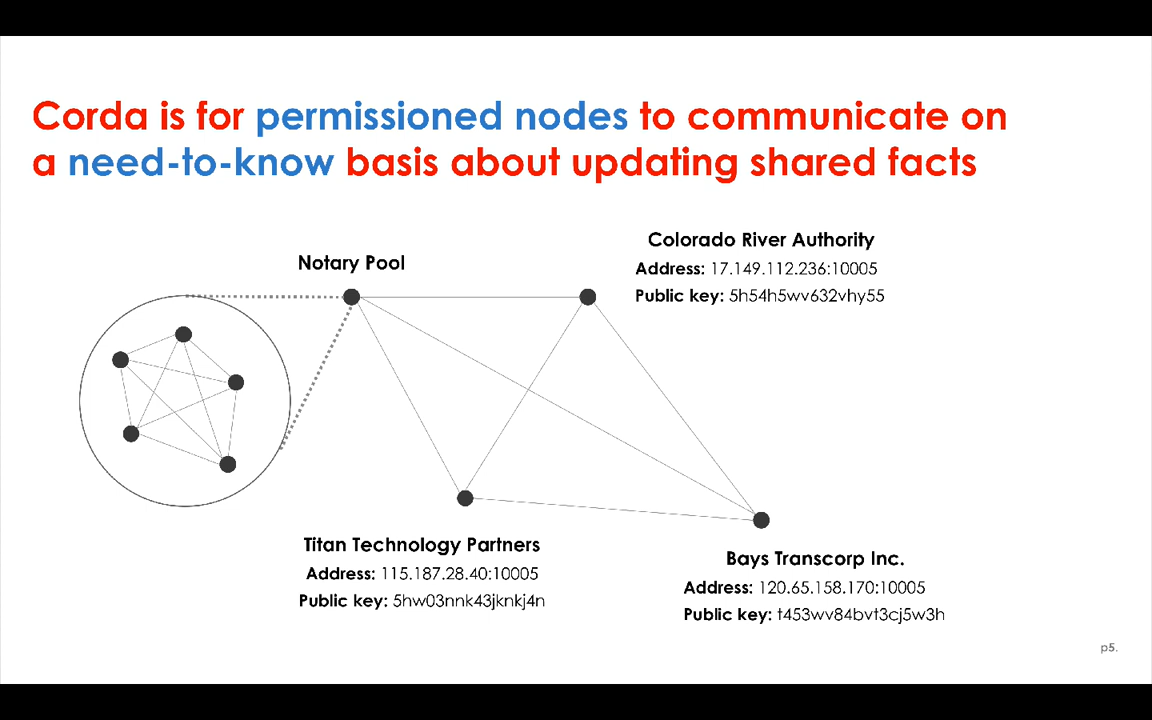 Corda is for permissioned nodes to communicate on
a need-to-know basis about updating shared facts
Notary Pool
Colorado River Authority
Address: 17.149.112.236:10005
Public key: 5h54h5wv632vhy55
Titan Technology Partners
Address: 115.187.28.40:10005
Public key: 5hw03nnk43jknkj4n
Bays Transcorp Inc.
Address: 120.65.158.170:10005
Public key: t453wv84bvt3cj5w3h
p5.